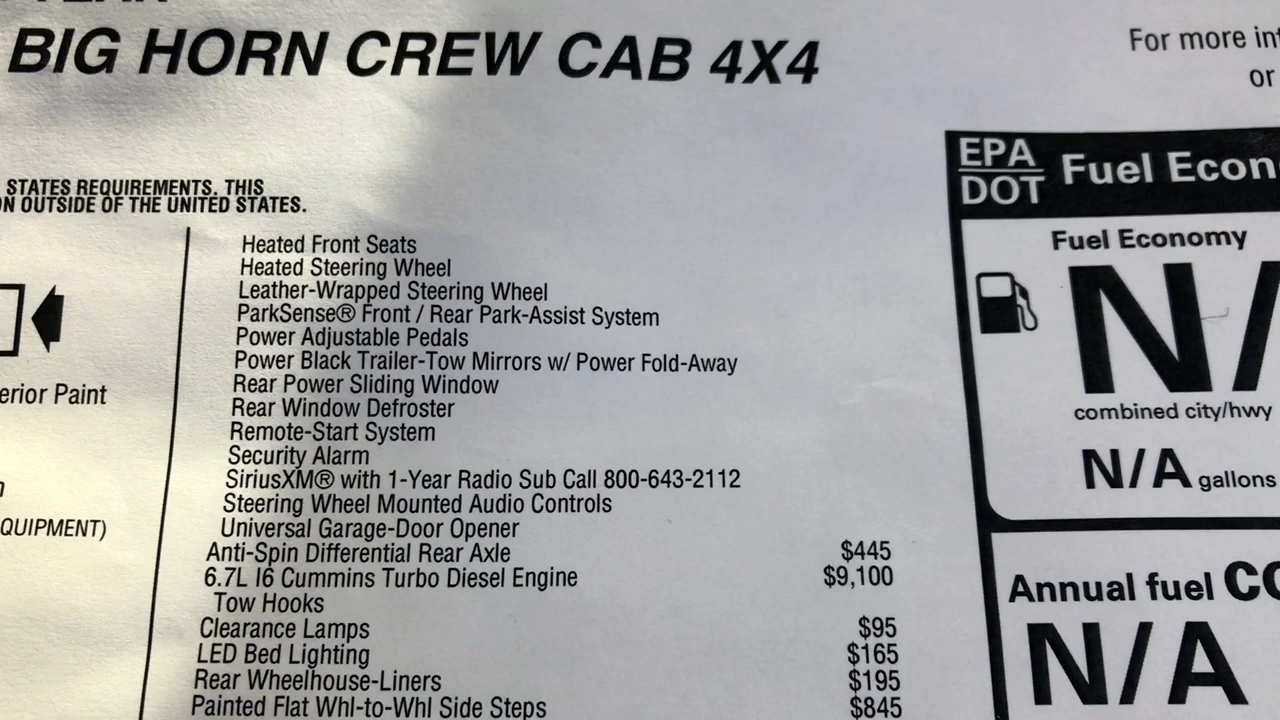 BIG HORN CREW CAB 4X4
For more
or
STATES REQUIREMENTS. THIS
OUTSIDE OF THE UNITED STATES.
Heated Front Seats
Heated Steering Wheel
Leather-Wrapped Steering Wheel
ParkSense® Front / Rear Park-Assist System
Power Adjustable Pedals
Power Black Trailer-Tow Mirrors w/ Power Fold-Away
Rear Power Sliding Window
Rear Window Defroster
Remote-Start System
Security Alarm
SiriusXM® with 1-Year Radio Sub Call 800-643-2112
Steering Wheel Mounted Audio Controls
Universal Garage-Door Opener
Anti-Spin Differential Rear Axle $445
6.7L I6 Cummins Turbo Diesel Engine $9,100
Tow Hooks
Clearance Lamps $95
LED Bed Lighting $165
Rear Wheelhouse-Liners $195
Painted Flat Whl-to-Whl Side Steps $845
Paint
EPA
DOT
Fuel
Fuel Economy
N/
combined city/hwy
N/A gallons
Annual fuel
N/A